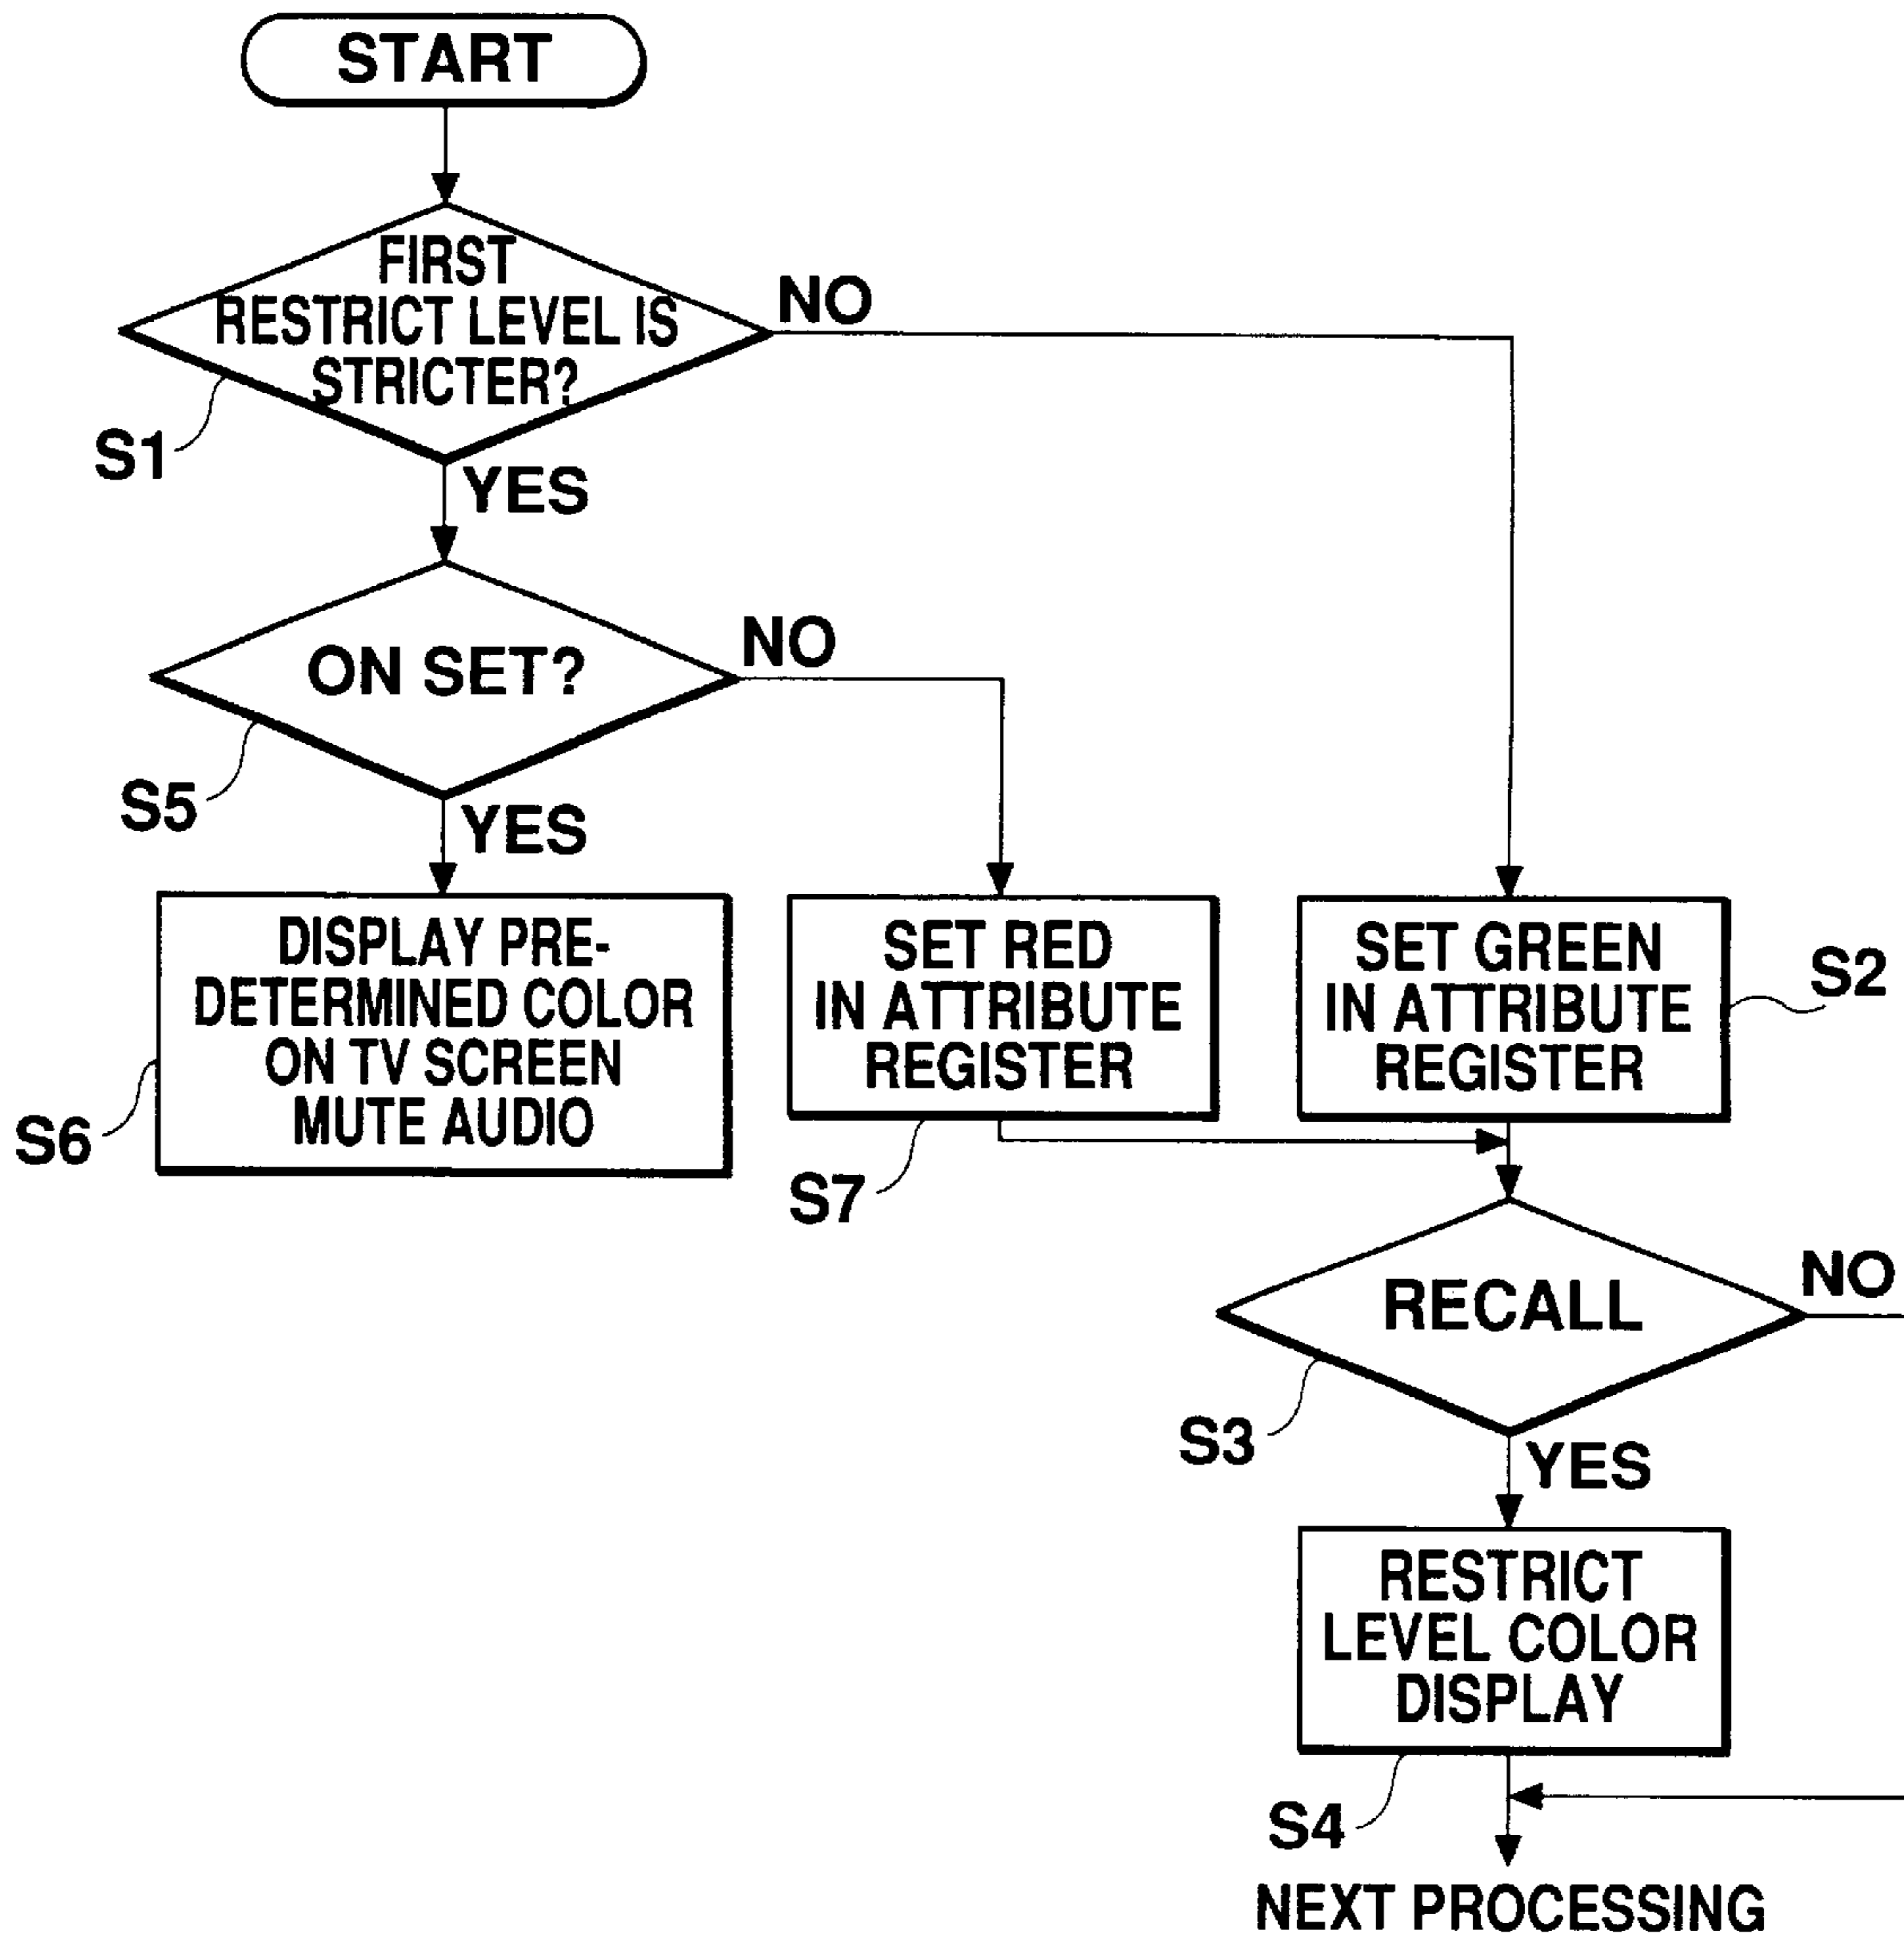 START
FIRST
RESTRICT LEVEL IS
STRICTER?
NO
S1
YES
ON SET?
NO
S5
YES
DISPLAY PRE-
DETERMINED COLOR
ON TV SCREEN
MUTE AUDIO
S6
SET RED
IN ATTRIBUTE
REGISTER
S7
SET GREEN
IN ATTRIBUTE
REGISTER
S2
RECALL
NO
S3
YES
RESTRICT
LEVEL COLOR
DISPLAY
S4
NEXT PROCESSING